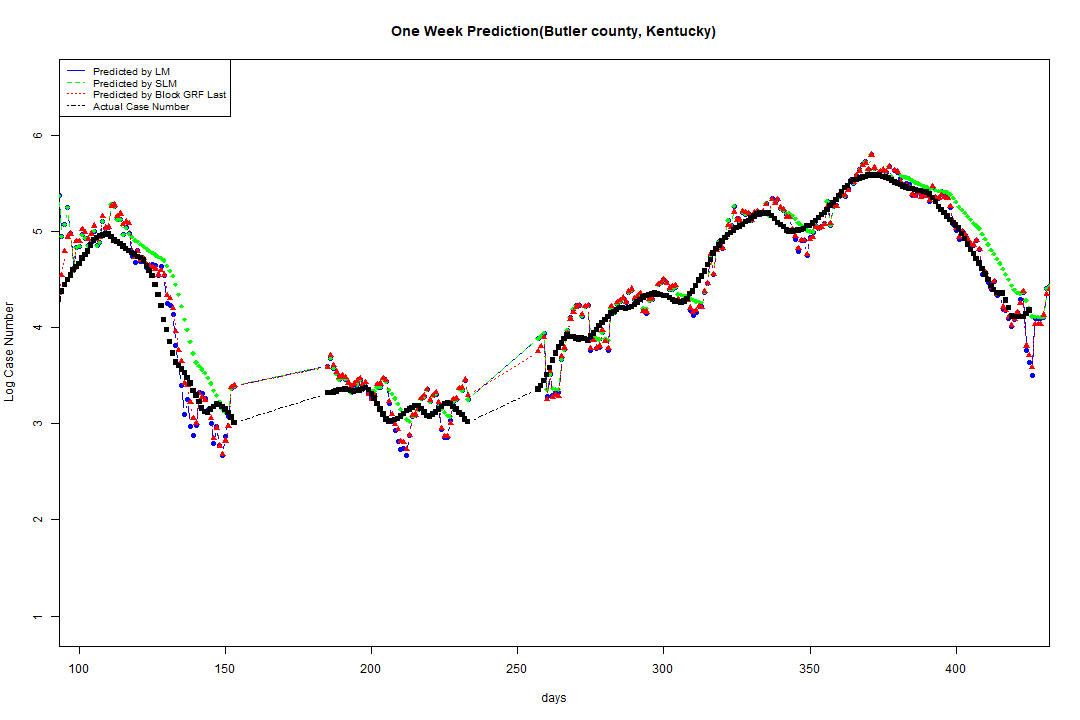 One Week Prediction(Butler county, Kentucky)
Predicted by LM
Predicted by SLM
Predicted by Block GRF Last
Actual Case Number
Log Case Number
6
5
4
3
2
1
100 150 200 250 300 350 400
days